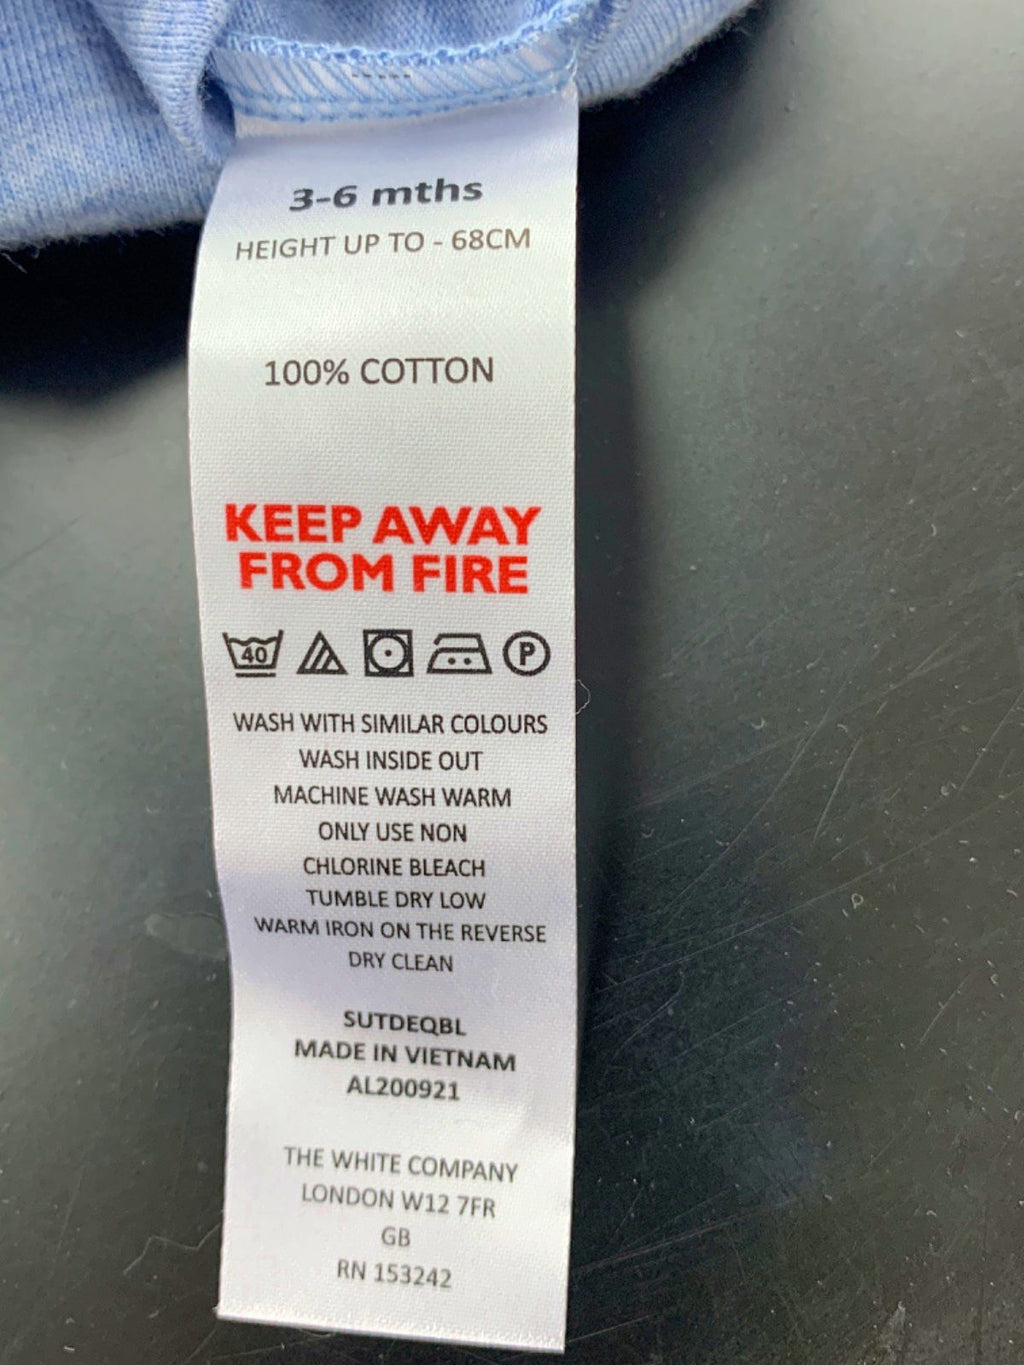 3-6 mths
HEIGHT UP TO - 68CM
100% COTTON
KEEP AWAY
FROM FIRE
40 P
WASH WITH SIMILAR COLOURS
WASH INSIDE OUT
MACHINE WASH WARM
ONLY USE NON
CHLORINE BLEACH
TUMBLE DRY LOW
WARM IRON ON THE REVERSE
DRY CLEAN
SUTDEQBL
MADE IN VIETNAM
AL200921
THE WHITE COMPANY
LONDON W12 7FR
GB
RN 153242